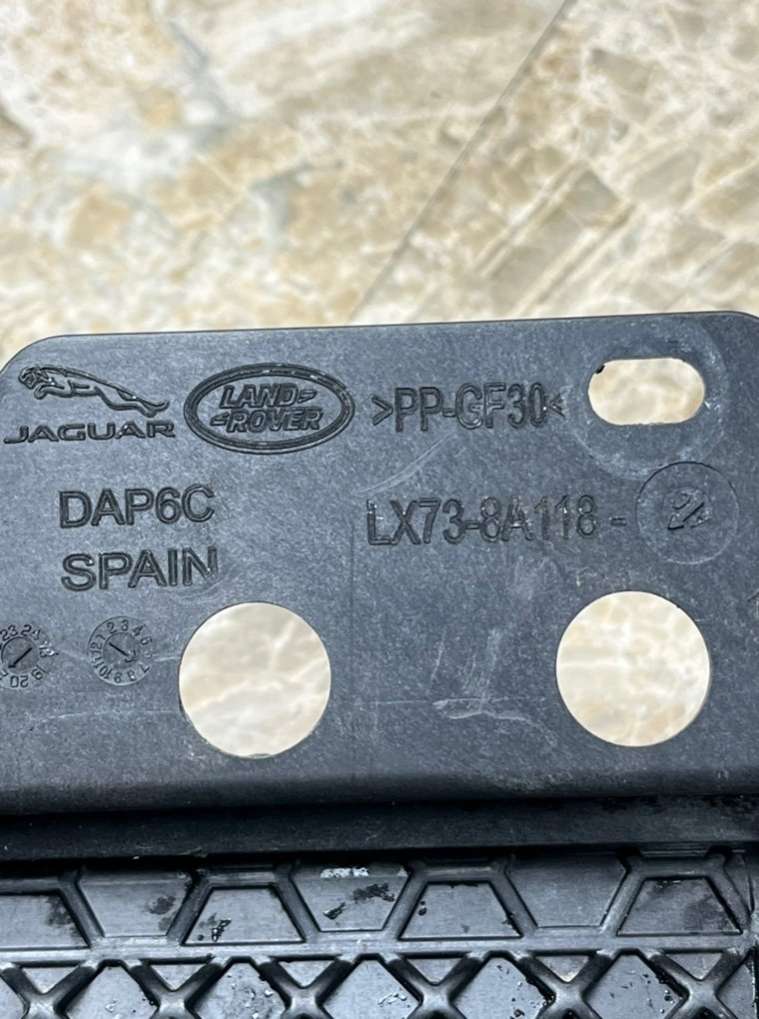 JAGUAR
LAND-
-ROVER
>PP-GF30<
DAP6C
LX73-8A118-
SPAIN